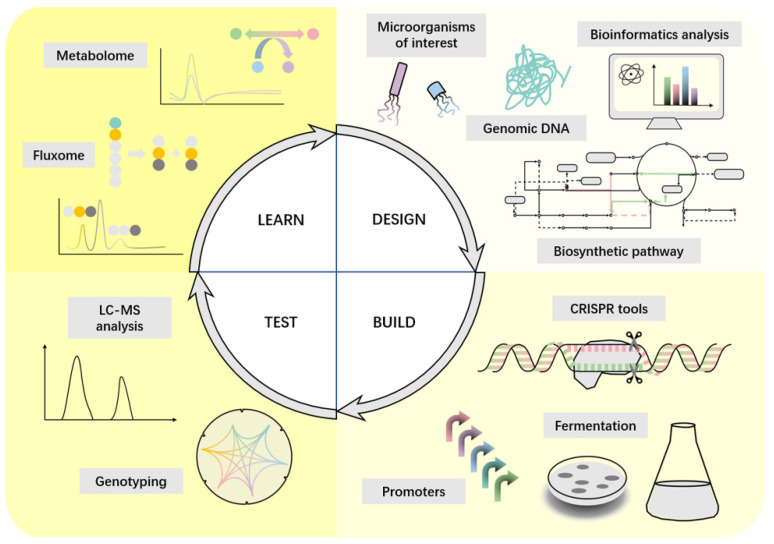 Metabolome
Fluxome
LEARN
Microorganisms
of interest
Bioinformatics analysis
Genomic DNA
Biosynthetic pathway
DESIGN
LC-MS
analysis
Genotyping
TEST
BUILD
CRISPR tools
Fermentation
Promoters